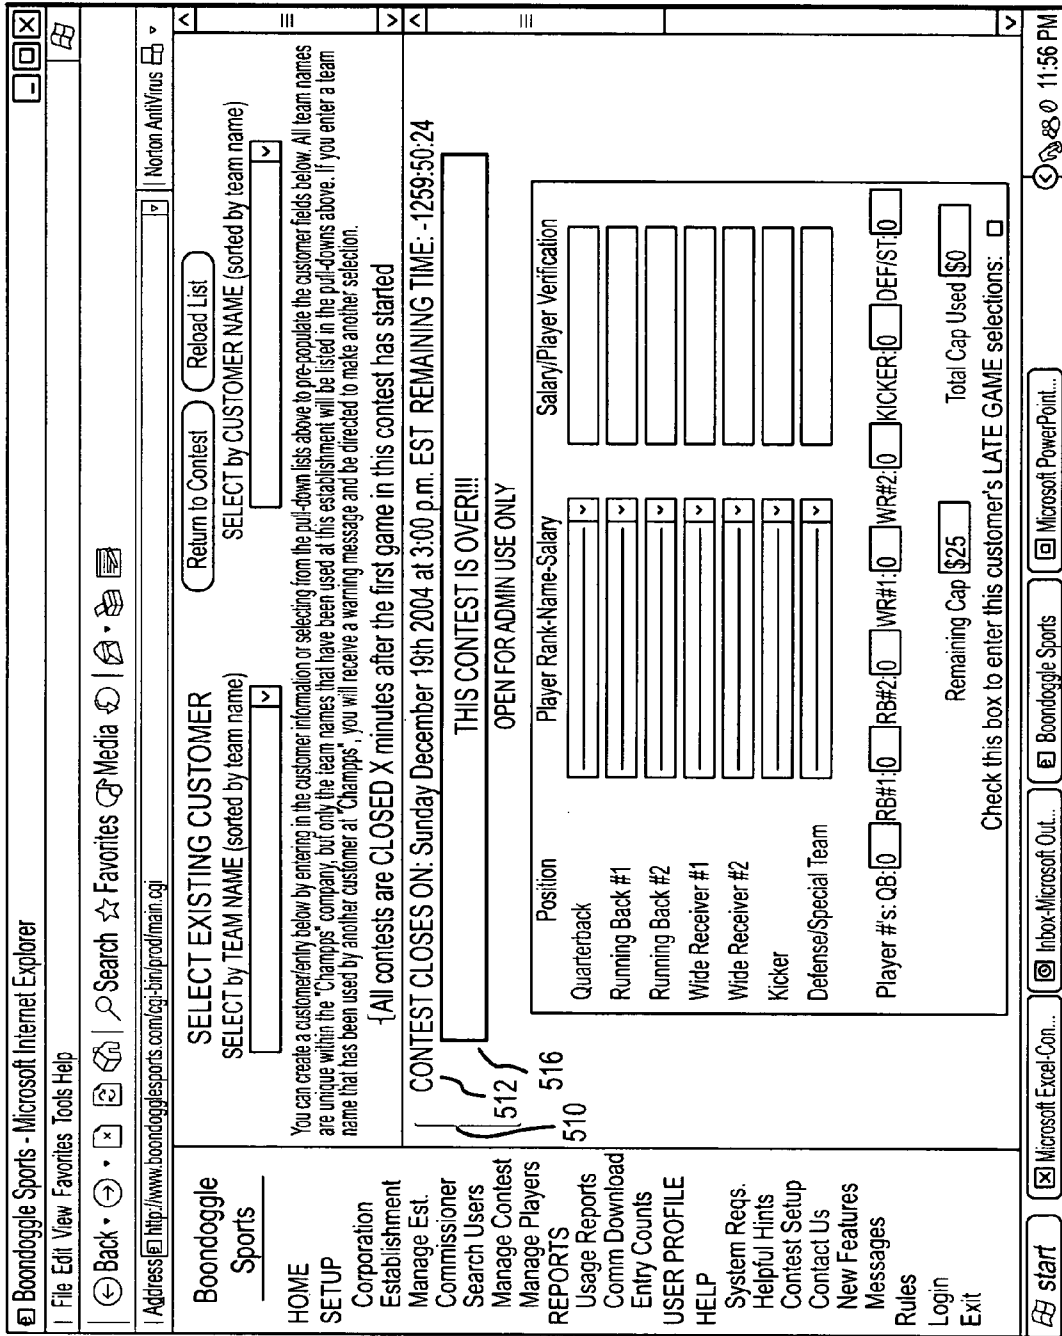 Boondoggle Sports - Microsoft Internet Explorer
File Edit View Favorites Tools Help
Back Search Favorites Media
Address http://www.boondogglesports.com/cgi-bin/prod/main.cgi Norton AntiVirus
Boondoggle
Sports
HOME
SETUP
Corporation
Establishment
Manage Est.
Commissioner
Search Users
Manage Contest
Manage Players
REPORTS
Usage Reports
Comm Download
Entry Counts
USER PROFILE
HELP
System Reqs.
Helpful Hints
Contest Setup
Contact Us
New Features
Messages
Rules
Login
Exit
Return to Contest Reload List
SELECT EXISTING CUSTOMER
SELECT by TEAM NAME (sorted by team name) SELECT by CUSTOMER NAME (sorted by team name)
You can create a customer/entry below by entering in the customer information or selecting from the pull-down lists above to pre-populate the customer fields below. All team names
are unique within the "Champps" company, but only the team names that have been used at this establishment will be listed in the pull-downs above. If you enter a team
name that has been used by another customer at "Champps", you will receive a warning message and be directed to make another selection.
{All contests are CLOSED X minutes after the first game in this contest has started
CONTEST CLOSES ON: Sunday December 19th 2004 at 3:00 p.m. EST REMAINING TIME: -1259:50:24
THIS CONTEST IS OVER!!!
OPEN FOR ADMIN USE ONLY
512
516
510
Position Player Rank-Name-Salary Salary/Player Verification
Quarterback
Running Back #1
Running Back #2
Wide Receiver #1
Wide Receiver #2
Kicker
Defense/Special Team
Player #'s: QB: 0 RB#1: 0 RB#2: 0 WR#1: 0 WR#2: 0 KICKER: 0 DEF/ST: 0
Remaining Cap $25 Total Cap Used $0
Check this box to enter this customer's LATE GAME selections:
start Microsoft Excel-Con... Inbox-Microsoft Out... Boondoggle Sports Microsoft PowerPoint... 11:56 PM